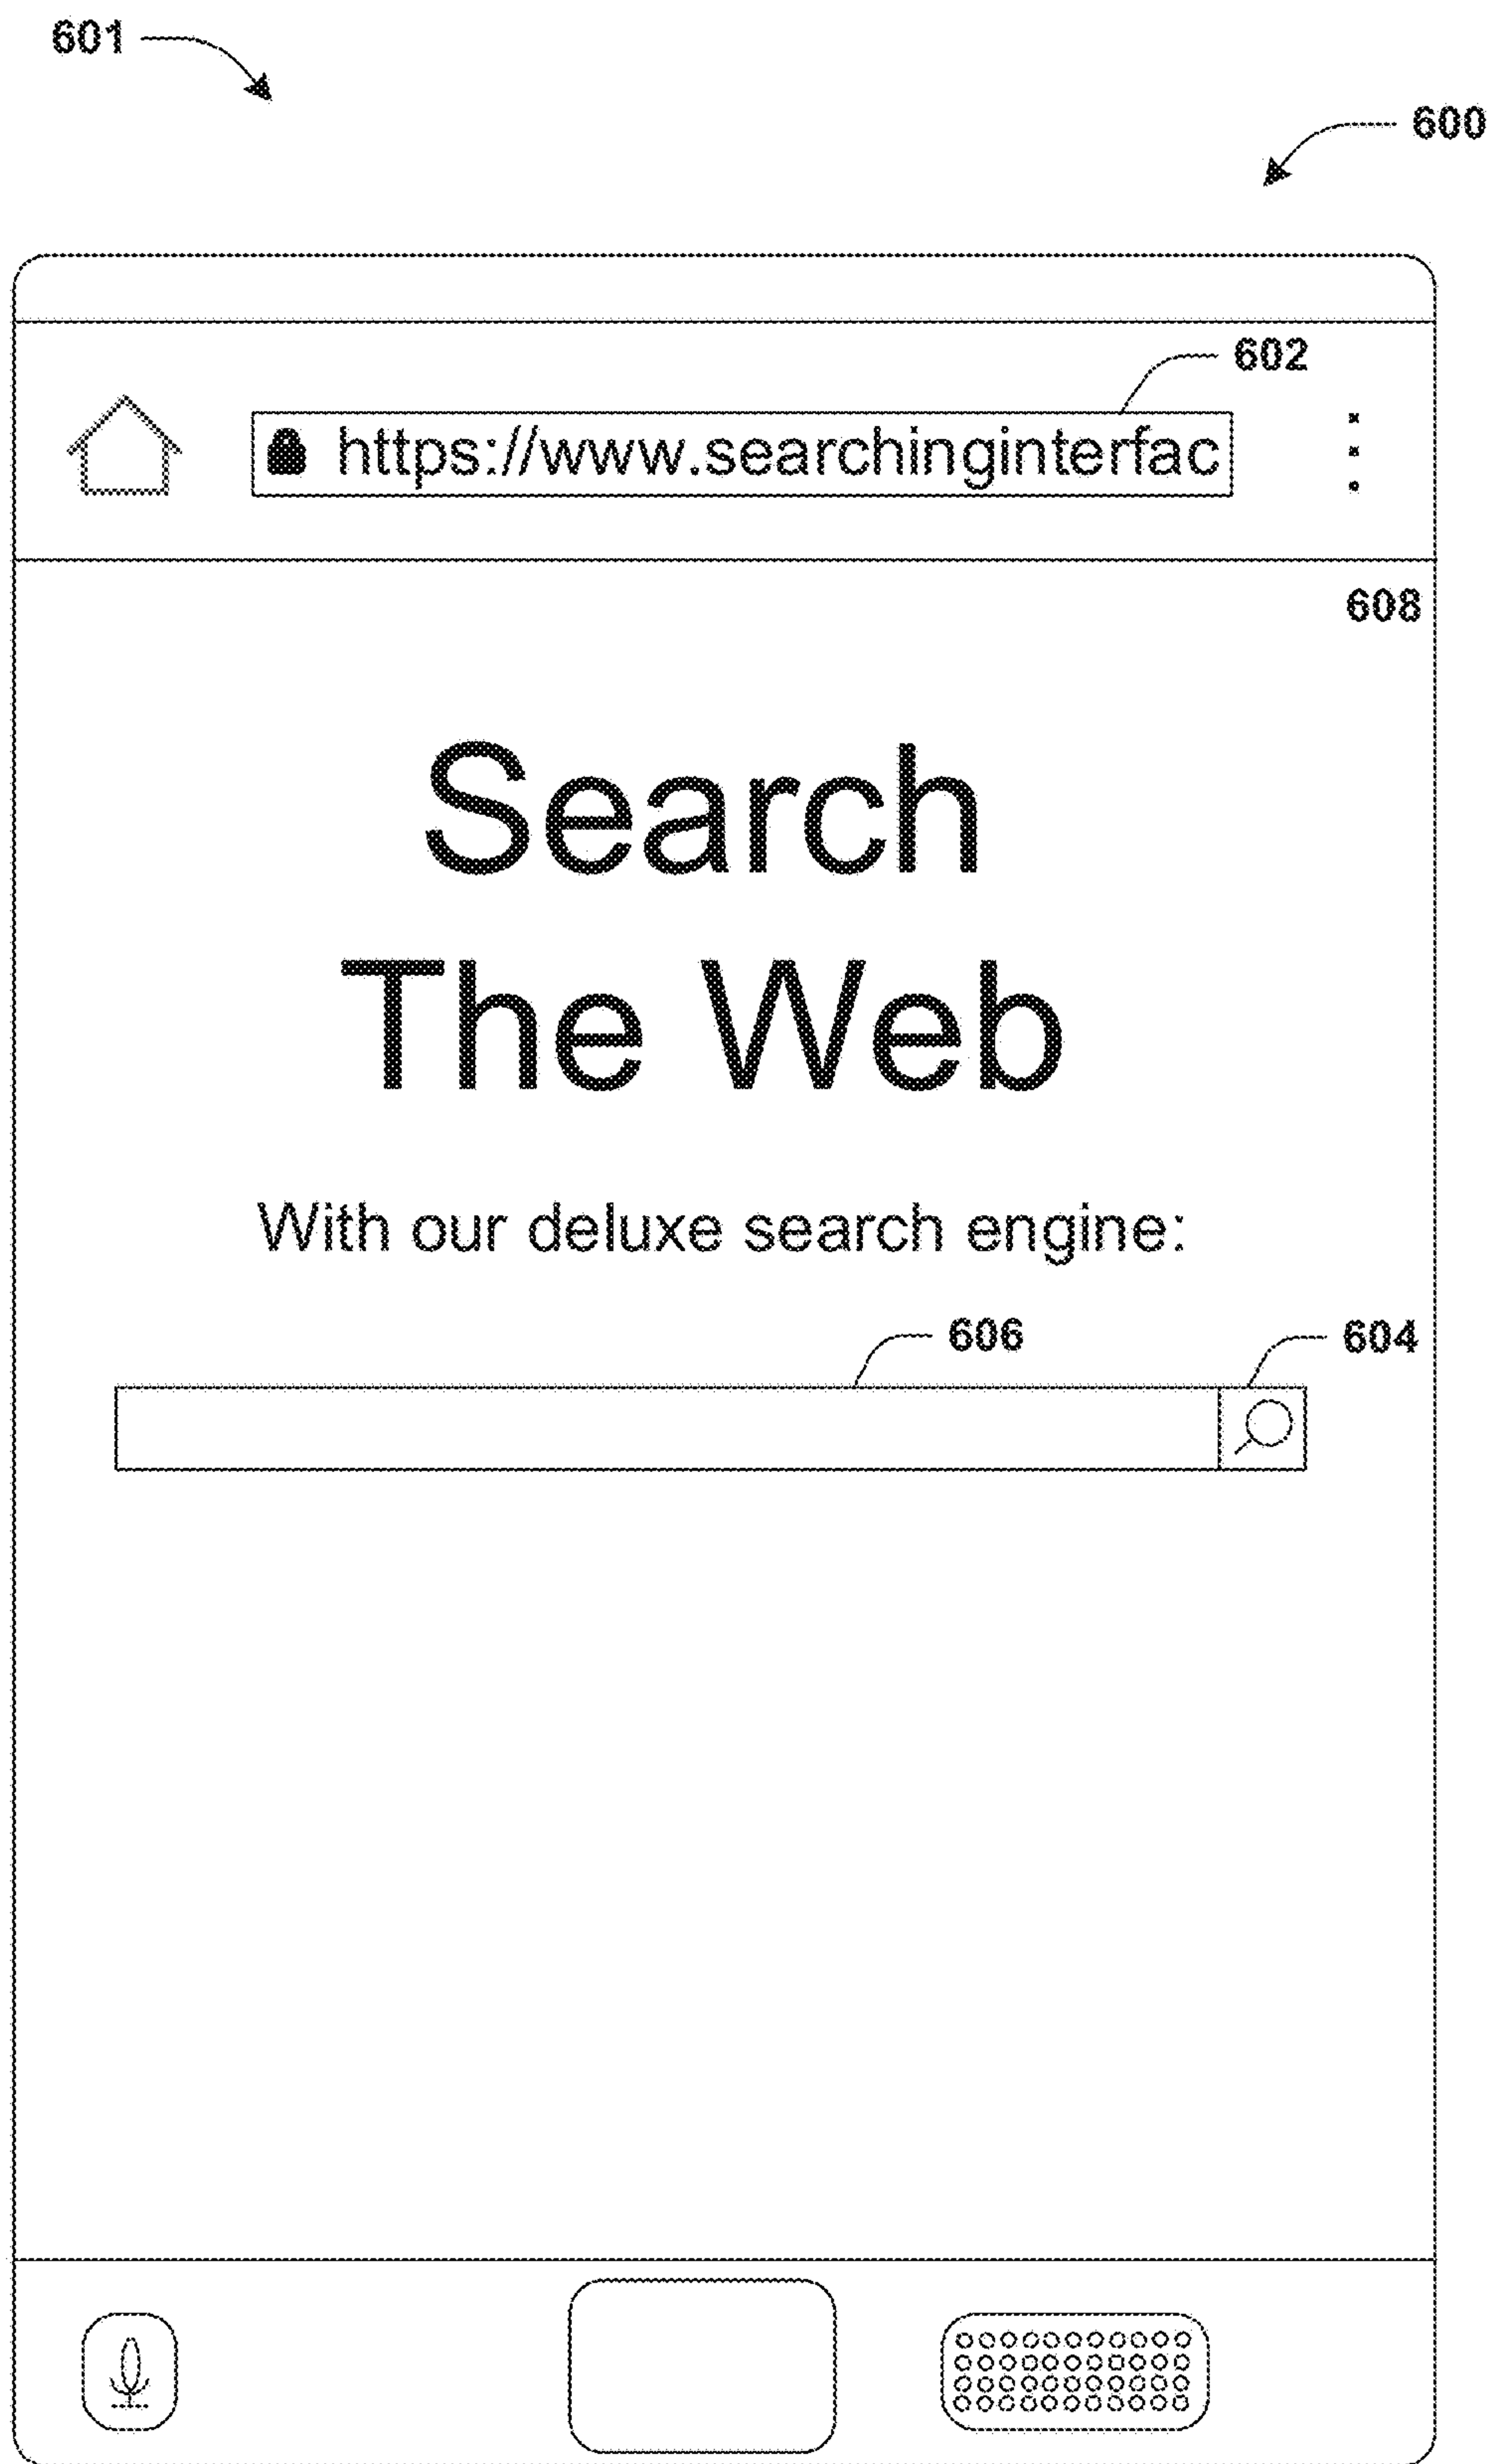 601
600
602
https://www.searchinginterfac
608
Search
The Web
With our deluxe search engine:
606
604